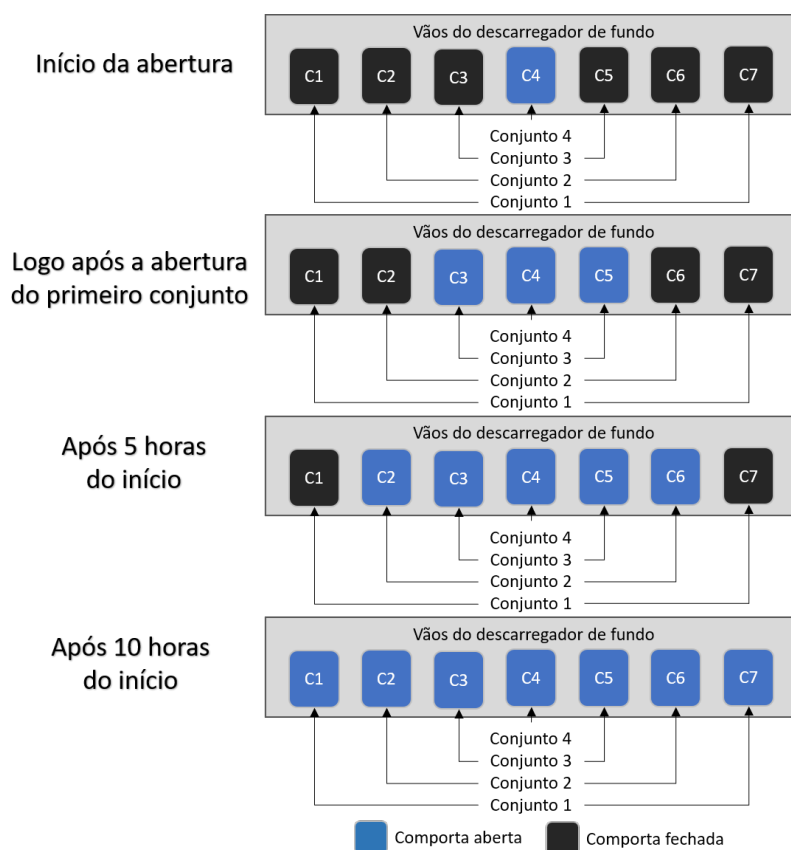 Vãos do descarregador de fundo
Início da abertura
C1 C2 C3 C4 C5 C6 C7
Conjunto 4
Conjunto 3
Conjunto 2
Conjunto 1
Vãos do descarregador de fundo
Logo após a abertura
do primeiro conjunto
C1 C2 C3 C4 C5 C6 C7
Conjunto 4
Conjunto 3
Conjunto 2
Conjunto 1
Vãos do descarregador de fundo
Após 5 horas
do início
C1 C2 C3 C4 C5 C6 C7
Conjunto 4
Conjunto 3
Conjunto 2
Conjunto 1
Vãos do descarregador de fundo
Após 10 horas
do início
C1 C2 C3 C4 C5 C6 C7
Conjunto 4
Conjunto 3
Conjunto 2
Conjunto 1
Comporta aberta
Comporta fechada